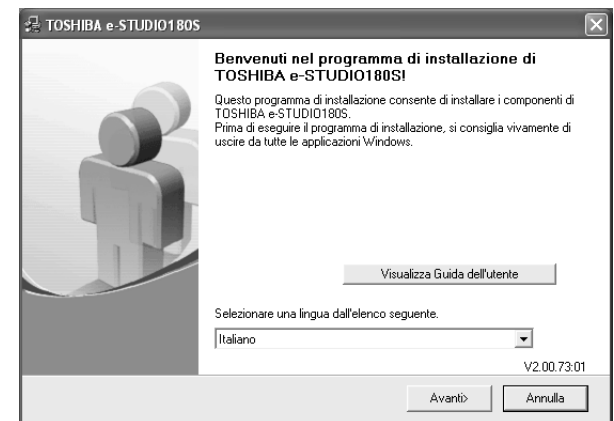 TOSHIBA e-STUDIO180S
Benvenuti nel programma di installazione di
TOSHIBA e-STUDIO180S!
Questo programma di installazione consente di installare i componenti di
TOSHIBA e-STUDIO180S.
Prima di eseguire il programma di installazione, si consiglia vivamente di
uscire da tutte le applicazioni Windows.
Visualizza Guida dell'utente
Selezionare una lingua dall'elenco seguente.
Italiano
V2.00.73:01
Avanti>
Annulla